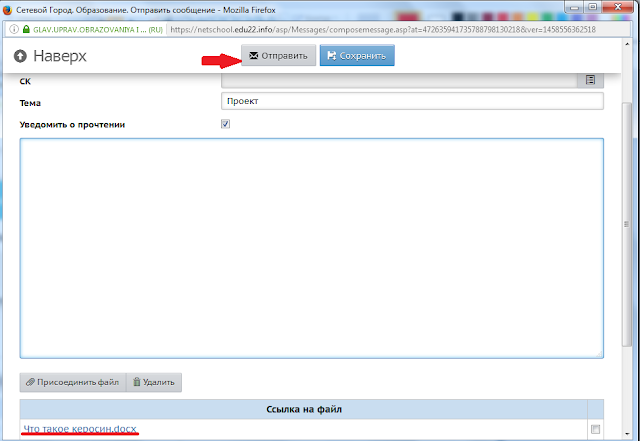 Сетевой Город. Образование. Отправить сообщение - Mozilla Firefox
GLAV.UPRAV.OBRAZOVANIYA I ... (RU) https://netschool.edu22.info/asp/Messages/composemessage.asp?at=472635941735788798130218&ver=1458556362518
Наверх Отправить Сохранить
СК
Тема Проект
Уведомить о прочтении
Присоединить файл Удалить
Ссылка на файл
Что такое керосин.docx